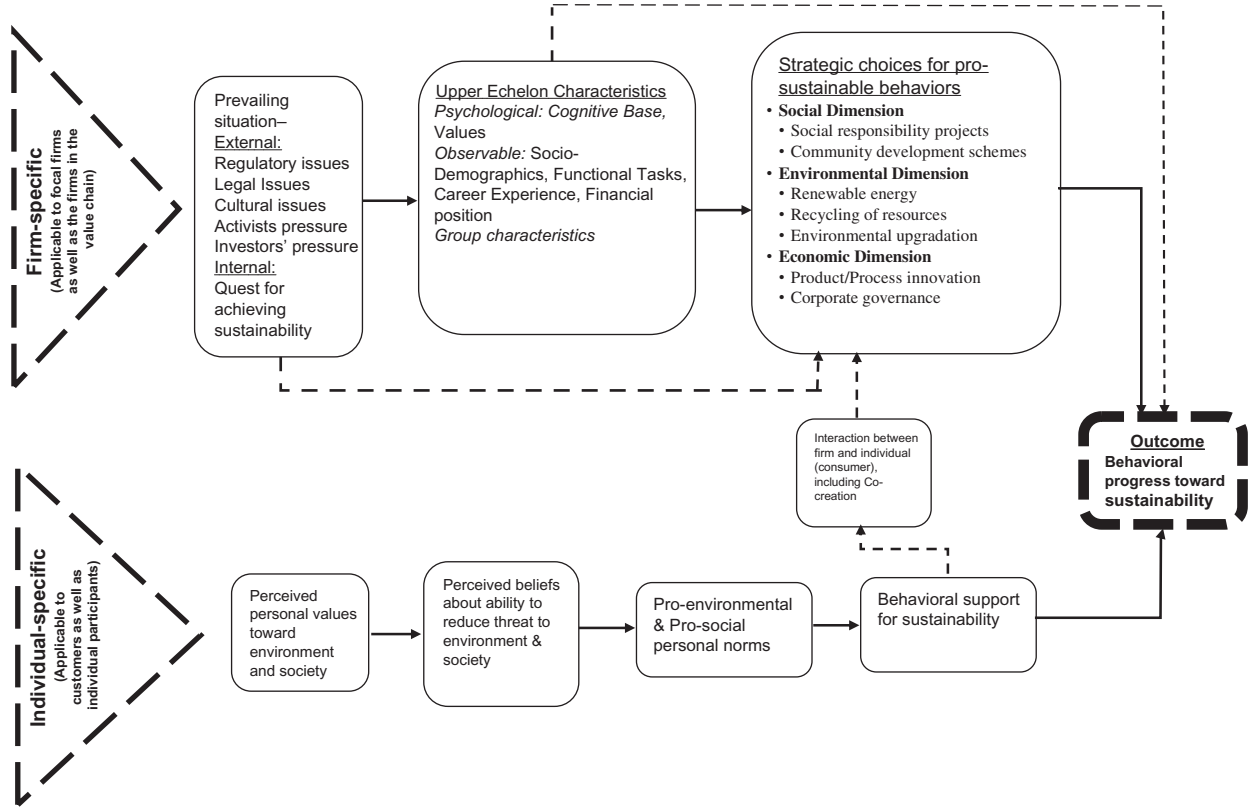 Firm-specific
(Applicable to focal firms
as well as the firms in the
value chain)
Prevailing
situation–
External:
Regulatory issues
Legal Issues
Cultural issues
Activists pressure
Investors’ pressure
Internal:
Quest for
achieving
sustainability
Upper Echelon Characteristics
Psychological: Cognitive Base,
Values
Observable: Socio-
Demographics, Functional Tasks,
Career Experience, Financial
position
Group characteristics
Strategic choices for pro-
sustainable behaviors
• Social Dimension
• Social responsibility projects
• Community development schemes
• Environmental Dimension
• Renewable energy
• Recycling of resources
• Environmental upgradation
• Economic Dimension
• Product/Process innovation
• Corporate governance
Interaction between
firm and individual
(consumer),
including Co-
creation
Outcome
Behavioral
progress toward
sustainability
Individual-specific
(Applicable to
customers as well as
individual participants)
Perceived
personal values
toward
environment
and society
Perceived beliefs
about ability to
reduce threat to
environment &
society
Pro-environmental
& Pro-social
personal norms
Behavioral support
for sustainability